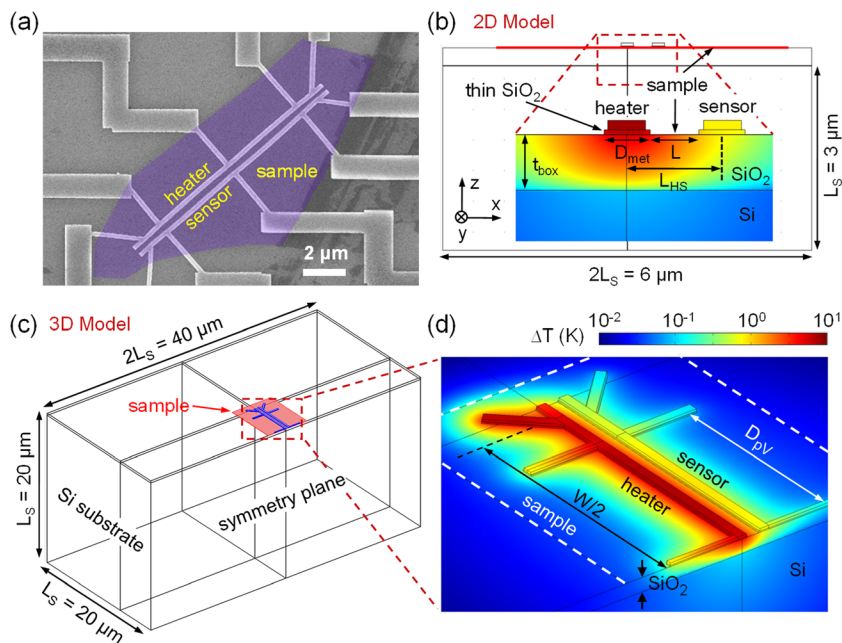 (a)
heater
sensor
sample
2 μm
(b)
2D Model
sample
thin SiO2
heater
sensor
Dmet
L
tbox
LHS
SiO2
Si
z
x
y
LS = 3 μm
2LS = 6 μm
(c)
3D Model
2LS = 40 μm
sample
LS = 20 μm
Si substrate
symmetry plane
LS = 20 μm
(d)
ΔT (K)
10-2
10-1
100
101
DpV
sensor
heater
W/2
sample
SiO2
Si